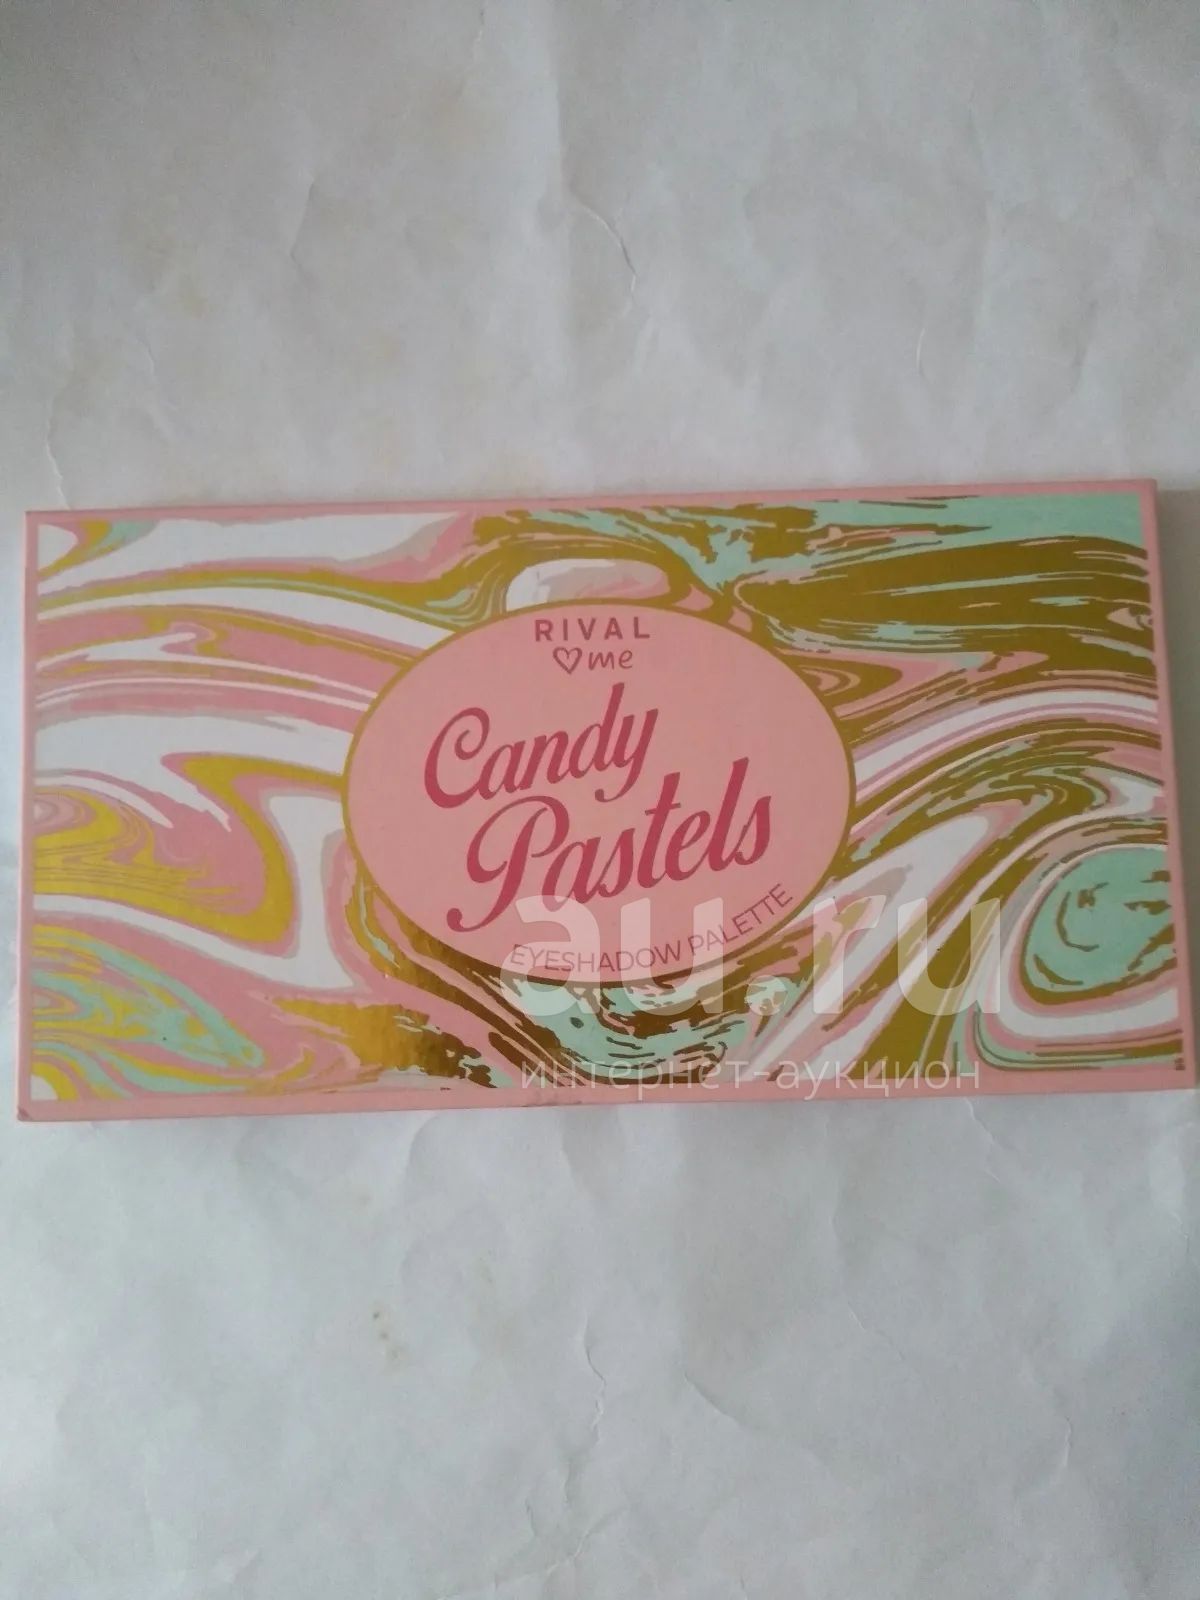 RIVAL
♡me
Candy
Pastels
EYESHADOW PALETTE
au.ru
интернет-аукцион